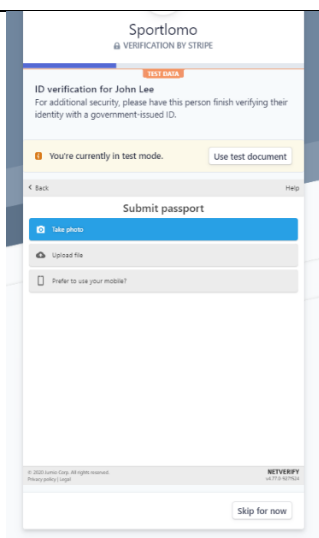 Sportlomo
VERIFICATION BY STRIPE
TEST DATA
ID verification for John Lee
For additional security, please have this person finish verifying their
identity with a government-issued ID.
You're currently in test mode.
Use test document
< Back
Help
Submit passport
Take photo
Upload file
Prefer to use your mobile?
© 2020 Jumio Corp. All rights reserved
NETVERIFY
Privacy policy | Legal
Skip for now